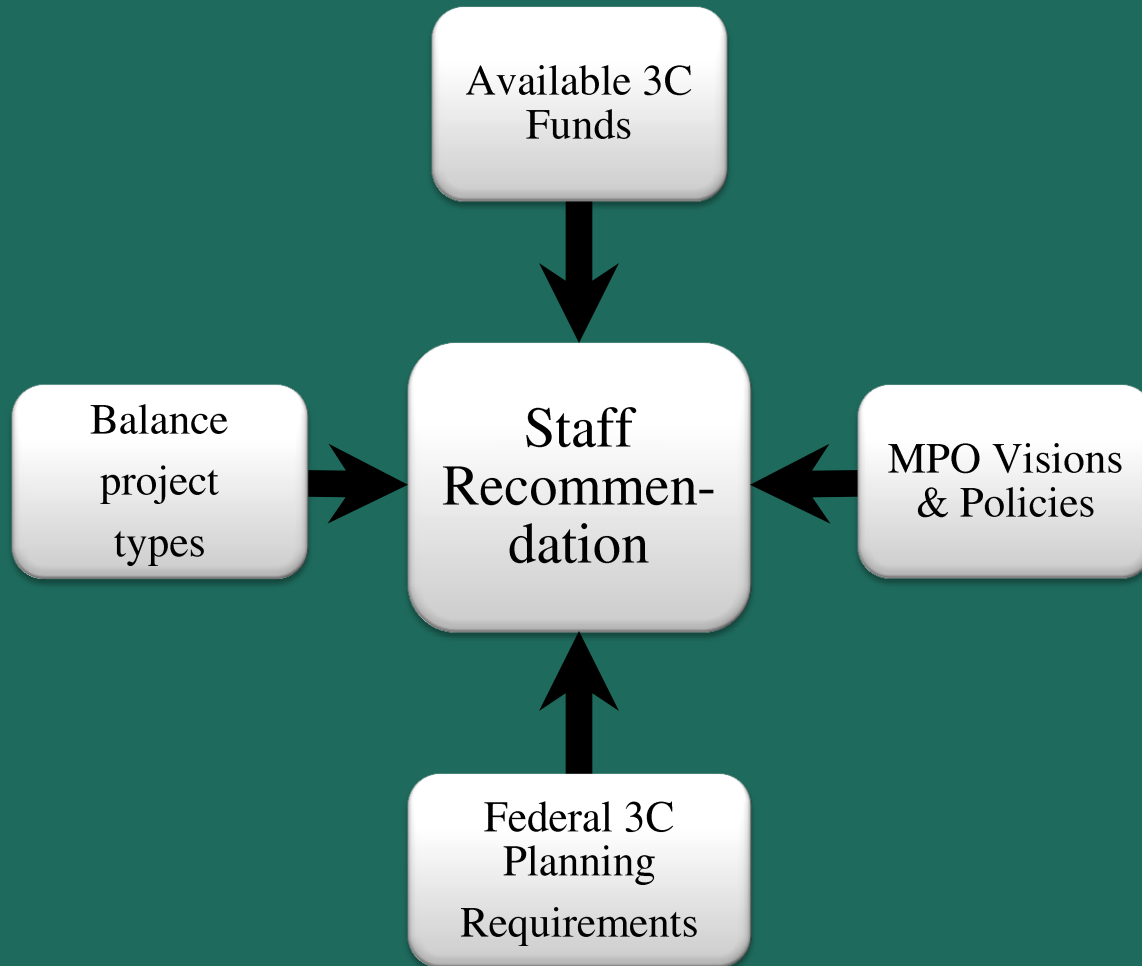 Available 3C
Funds
Balance
project
types
Staff
Recommen-
dation
MPO Visions
& Policies
Federal 3C
Planning
Requirements